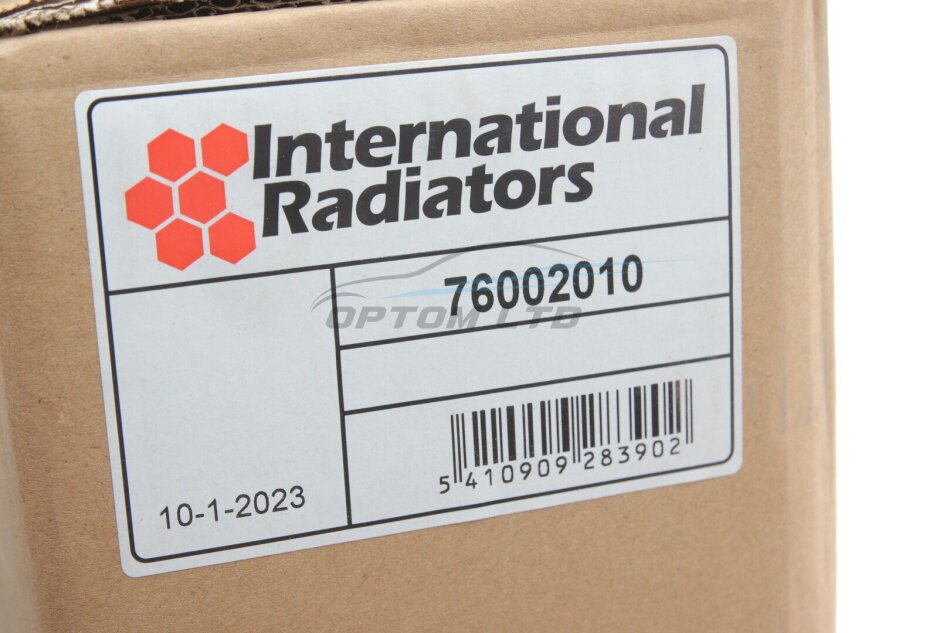 International
Radiators
76002010
OPTOM LTD
5 410909 283902
10-1-2023